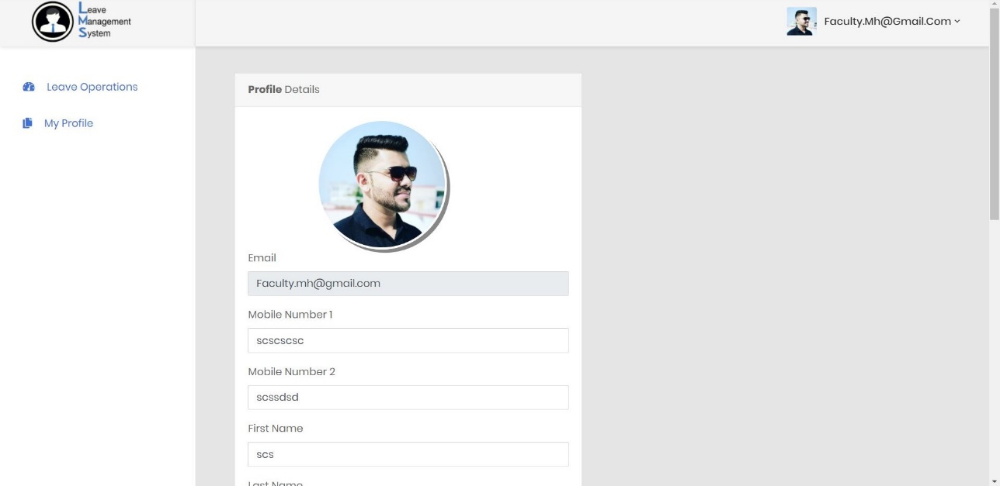 Leave
Management
System
Faculty.Mh@Gmail.Com
Leave Operations
My Profile
Profile Details
Email
Faculty.mh@gmail.com
Mobile Number 1
scscscsc
Mobile Number 2
scssdsd
First Name
scs
Last Name